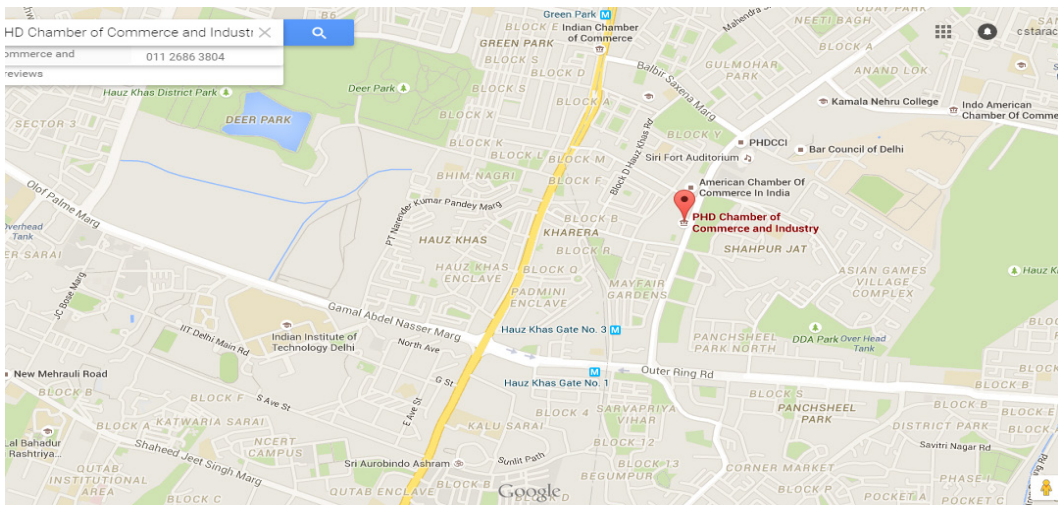 PHD Chamber of Commerce and Indust
ommerce and
011 2686 3804
reviews
Green Park M
Indian Chamber
of Commerce
GREEN PARK
BLOCK E
BLOCK S
BLOCK D
BLOCK A
Mahendra S
UDAY PARK
NEETI BAGH
BLOCK A
cstarac
GULMOHAR
PARK
ANAND LOK
Balbir Saxena Marg
Kamala Nehru College
Indo American
Chamber Of Comme
Hauz Khas District Park
Deer Park
BLOCK S
DEER PARK
SECTOR 3
BLOCK X
BLOCK K
BLOCK L
BLOCK M
BLOCK Y
PHDCCI
Bar Council of Delhi
Siri Fort Auditorium
Block D Hauz Khas Rd
BHIM NAGRI
BLOCK F
American Chamber Of
Commerce In India
Olof Palme Marg
PT Narender Kumar Pandey Marg
PHD Chamber of
Commerce and Industry
BLOCK B
KHARERA
BLOCK R
HAUZ KHAS
SHAHPUR JAT
Overhead
Tank
ER SARAI
HAUZ KHAS
ENCLAVE
BLOCK Q
ASIAN GAMES
VILLAGE
COMPLEX
Hauz K
JC Bose Marg
PADMINI
ENCLAVE
MAYFAIR
GARDENS
Gamal Abdel Nasser Marg
IIT Delhi Main Rd
Indian Institute of
Technology Delhi
North Ave
Hauz Khas Gate No. 3 M
PANCHSHEEL
PARK NORTH
DDA Park
Over Head
Tank
M
Hauz Khas Gate No. 1
Outer Ring Rd
New Mehrauli Road
BLOCK B
BLOCK F
S Ave St
G St
E Ave St
BLOCK S
BLOCK B
BLOCK A
KATWARIA SARAI
BLOCK 4
SARVAPRIYA
VIHAR
PANCHSHEEL
PARK
BLOCK B
BLOCK E
KALU SARAI
DISTRICT PARK
Lal Bahadur
Rashtriya...
Shaheed Jeet Singh Marg
NCERT
CAMPUS
BLOCK 12
Savitri Nagar Rd
Sri Aurobindo Ashram
Sunlit Path
BLOCK 13
BEGUMPUR
CORNER MARKET
QUTAB
INSTITUTIONAL
AREA
BLOCK C
QUTAB ENCLAVE
Google
BLOCK D
BLOCK P
POCKET A
PHASE I
POCKET C